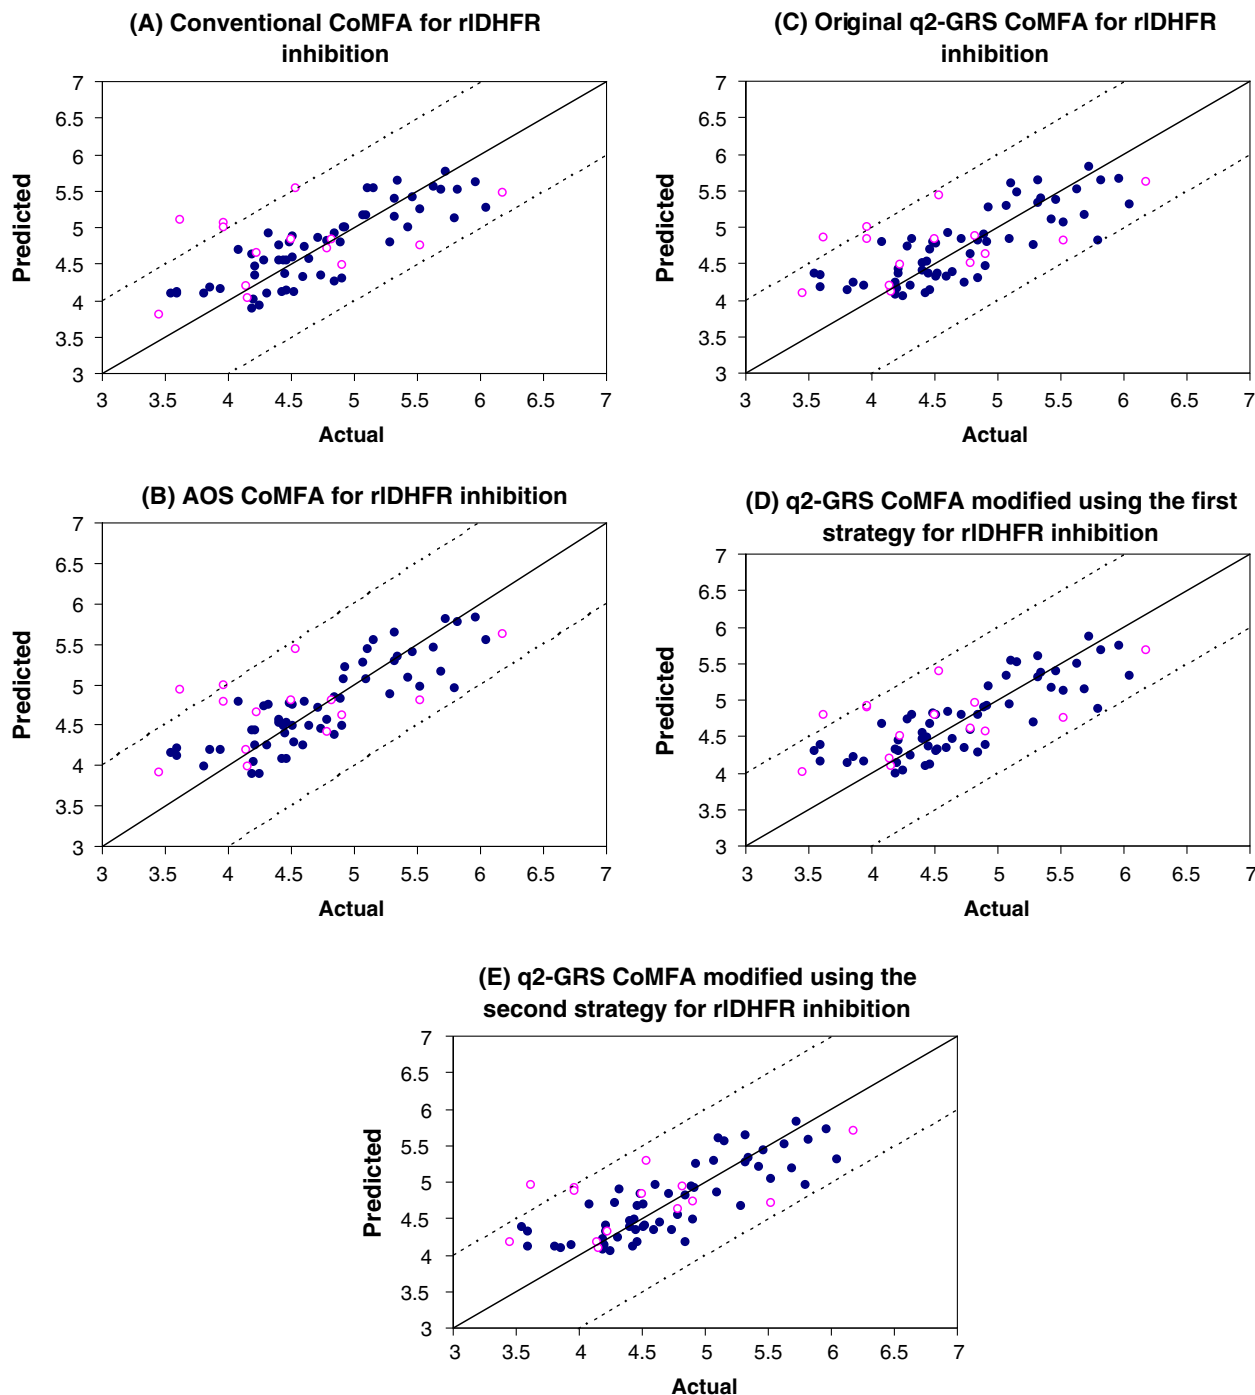 (A) Conventional CoMFA for rlDHFR
inhibition
7
6.5
6
5.5
5
4.5
4
3.5
3
3 3.5 4 4.5 5 5.5 6 6.5 7
Predicted
Actual
(C) Original q2-GRS CoMFA for rlDHFR
inhibition
7
6.5
6
5.5
5
4.5
4
3.5
3
3 3.5 4 4.5 5 5.5 6 6.5 7
Predicted
Actual
(B) AOS CoMFA for rlDHFR inhibition
7
6.5
6
5.5
5
4.5
4
3.5
3
3 3.5 4 4.5 5 5.5 6 6.5 7
Predicted
Actual
(D) q2-GRS CoMFA modified using the first
strategy for rlDHFR inhibition
7
6.5
6
5.5
5
4.5
4
3.5
3
3 3.5 4 4.5 5 5.5 6 6.5 7
Predicted
Actual
(E) q2-GRS CoMFA modified using the
second strategy for rlDHFR inhibition
7
6.5
6
5.5
5
4.5
4
3.5
3
3 3.5 4 4.5 5 5.5 6 6.5 7
Predicted
Actual